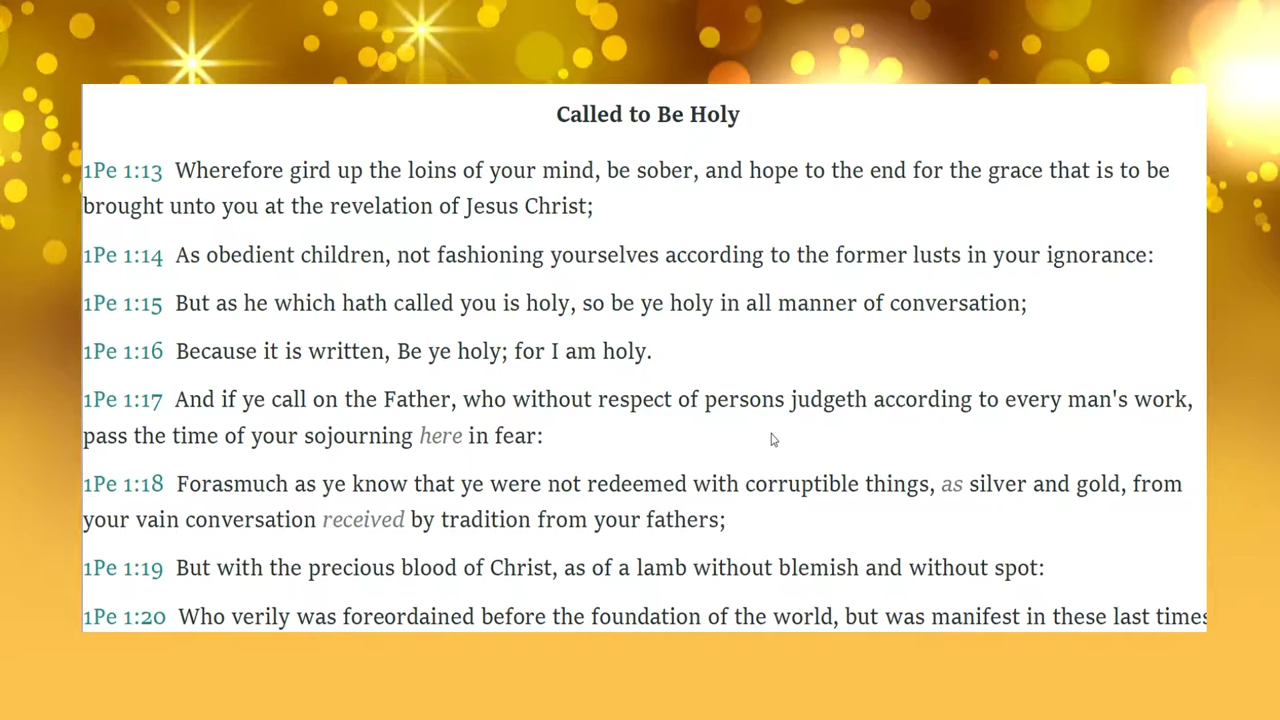 Called to Be Holy
1Pe 1:13 Wherefore gird up the loins of your mind, be sober, and hope to the end for the grace that is to be
brought unto you at the revelation of Jesus Christ;
1Pe 1:14 As obedient children, not fashioning yourselves according to the former lusts in your ignorance:
1Pe 1:15 But as he which hath called you is holy, so be ye holy in all manner of conversation;
1Pe 1:16 Because it is written, Be ye holy; for I am holy.
1Pe 1:17 And if ye call on the Father, who without respect of persons judgeth according to every man's work,
pass the time of your sojourning here in fear:
1Pe 1:18 Forasmuch as ye know that ye were not redeemed with corruptible things, as silver and gold, from
your vain conversation received by tradition from your fathers;
1Pe 1:19 But with the precious blood of Christ, as of a lamb without blemish and without spot:
1Pe 1:20 Who verily was foreordained before the foundation of the world, but was manifest in these last times